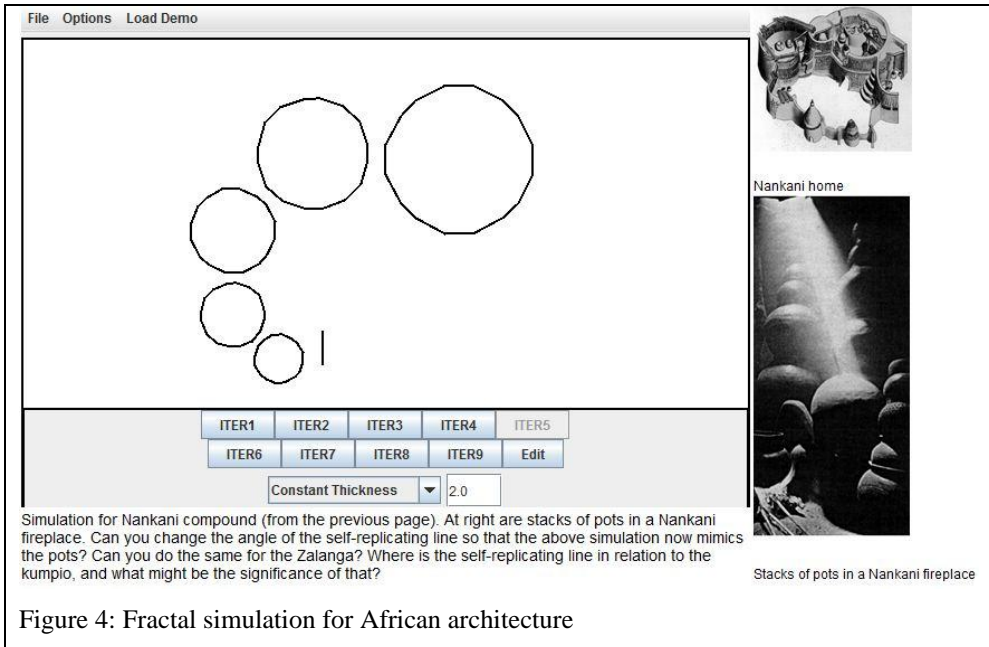 File Options Load Demo
Nankani home
ITER1 ITER2 ITER3 ITER4 ITER5
ITER6 ITER7 ITER8 ITER9 Edit
Constant Thickness 2.0
Simulation for Nankani compound (from the previous page). At right are stacks of pots in a Nankani
fireplace. Can you change the angle of the self-replicating line so that the above simulation now mimics
the pots? Can you do the same for the Zalanga? Where is the self-replicating line in relation to the
kumpio, and what might be the significance of that?
Stacks of pots in a Nankani fireplace
Figure 4: Fractal simulation for African architecture